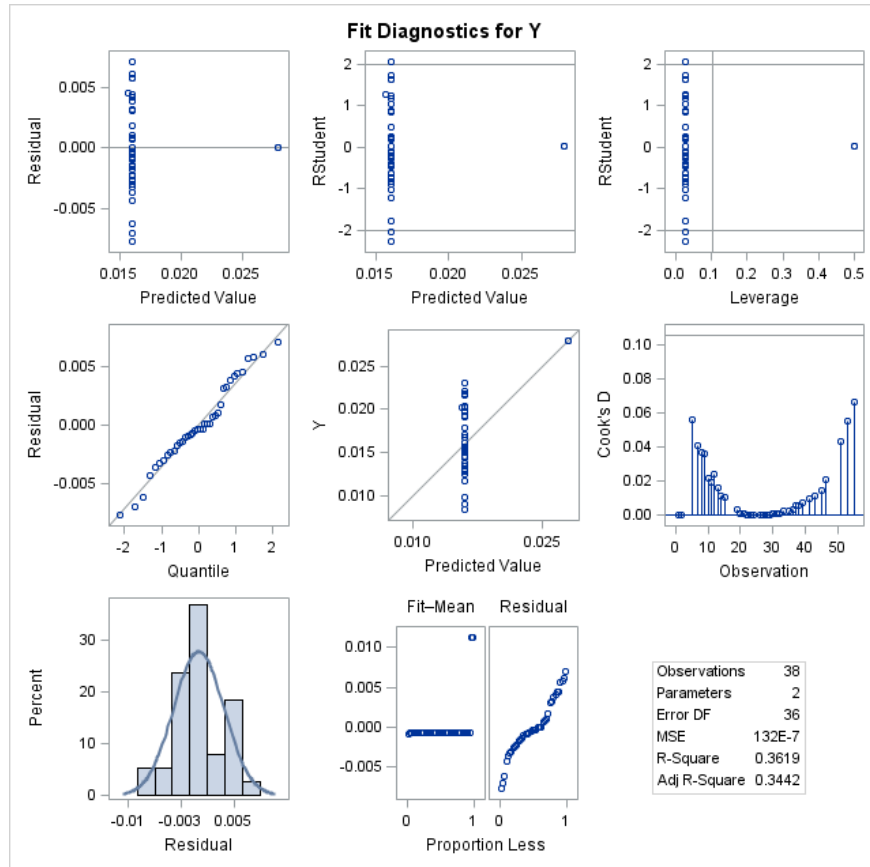 Fit Diagnostics for Y
Residual
0.005
0.000
-0.005
0.015 0.020 0.025
Predicted Value
RStudent
2
1
0
-1
-2
0.015 0.020 0.025
Predicted Value
RStudent
2
1
0
-1
-2
0.0 0.1 0.2 0.3 0.4 0.5
Leverage
Residual
0.005
0.000
-0.005
-2 -1 0 1 2
Quantile
Y
0.025
0.020
0.015
0.010
0.010 0.025
Predicted Value
Cook's D
0.10
0.08
0.06
0.04
0.02
0.00
0 10 20 30 40 50
Observation
Percent
30
20
10
0
-0.01 -0.003 0.005
Residual
Fit–Mean Residual
0.010
0.005
0.000
-0.005
0 1 0 1
Proportion Less
Observations 38
Parameters 2
Error DF 36
MSE 132E-7
R-Square 0.3619
Adj R-Square 0.3442